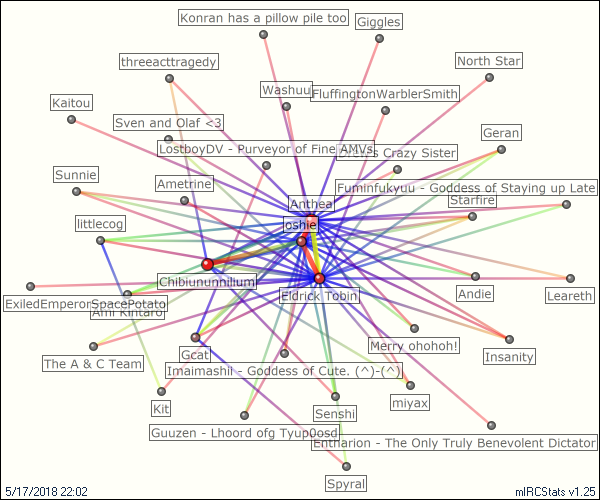 Konran has a pillow pile too
Giggles
threeacttragedy
North Star
Washuu
FluffingtonWarblerSmith
Kaitou
Sven and Olaf <3
Geran
LostboyDV - Purveyor of Fine AMVs
Crazy Sister
Sunnie
Ametrine
Fuminfukyuu - Goddess of Staying up Late
Anthea
Starfire
littlecog
oshie
Chibiununnilium
Andie
Learth
Eldrick Tobin
ExiledEmperor
SpacePotato
Ami Kintaro
Merry ohohoh!
Insanity
The A & C Team
Gcat
Imaimashii - Goddess of Cute. (^)-(^)
Kit
Senshi
miyax
Guuzen - Lhoord ofg Tyup0osd
Entharion - The Only Truly Benevolent Dictator
Spyral
5/17/2018 22:02
mIRCStats v1.25